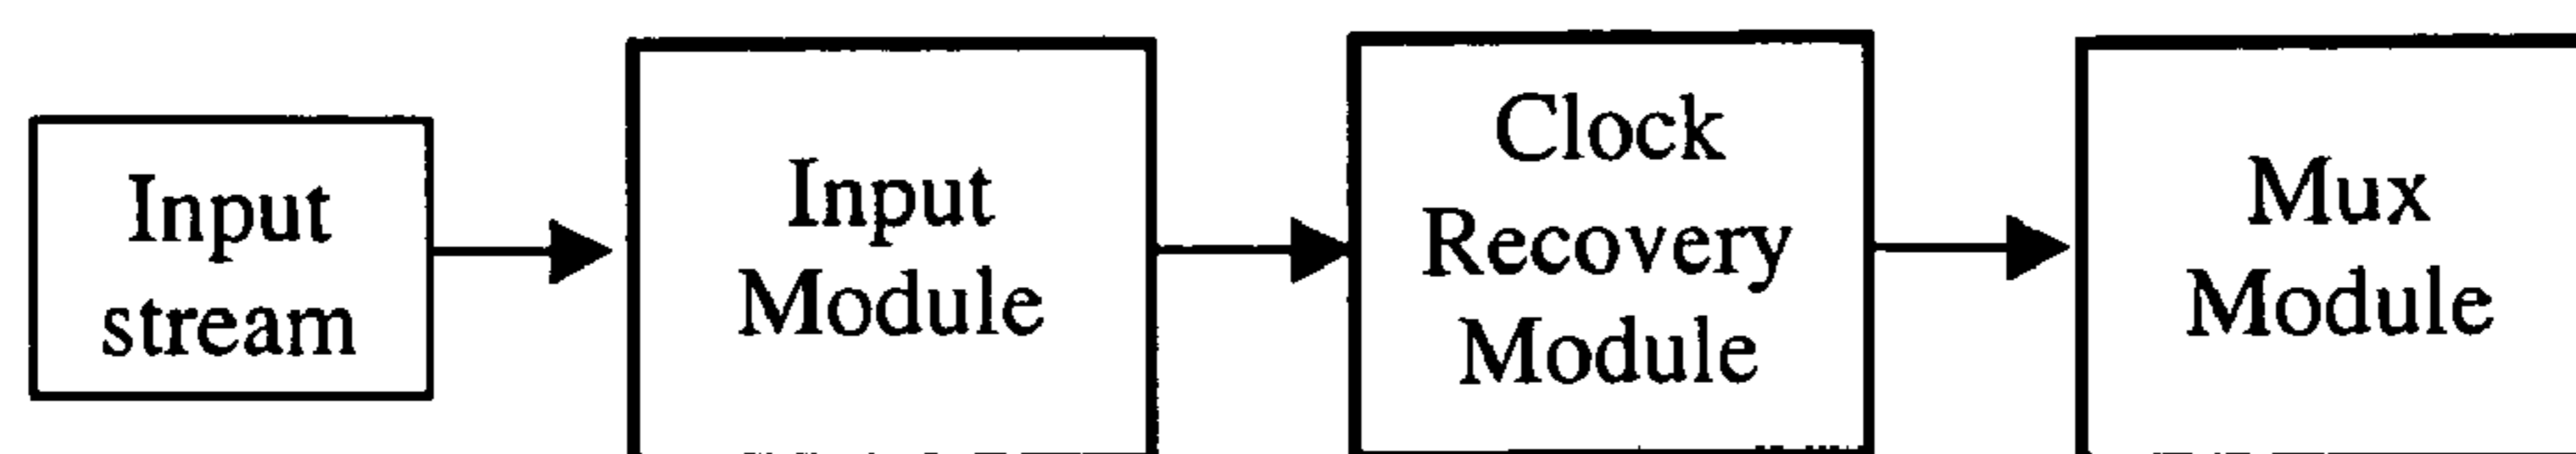 Input
stream
Input
Module
Clock
Recovery
Module
Mux
Module